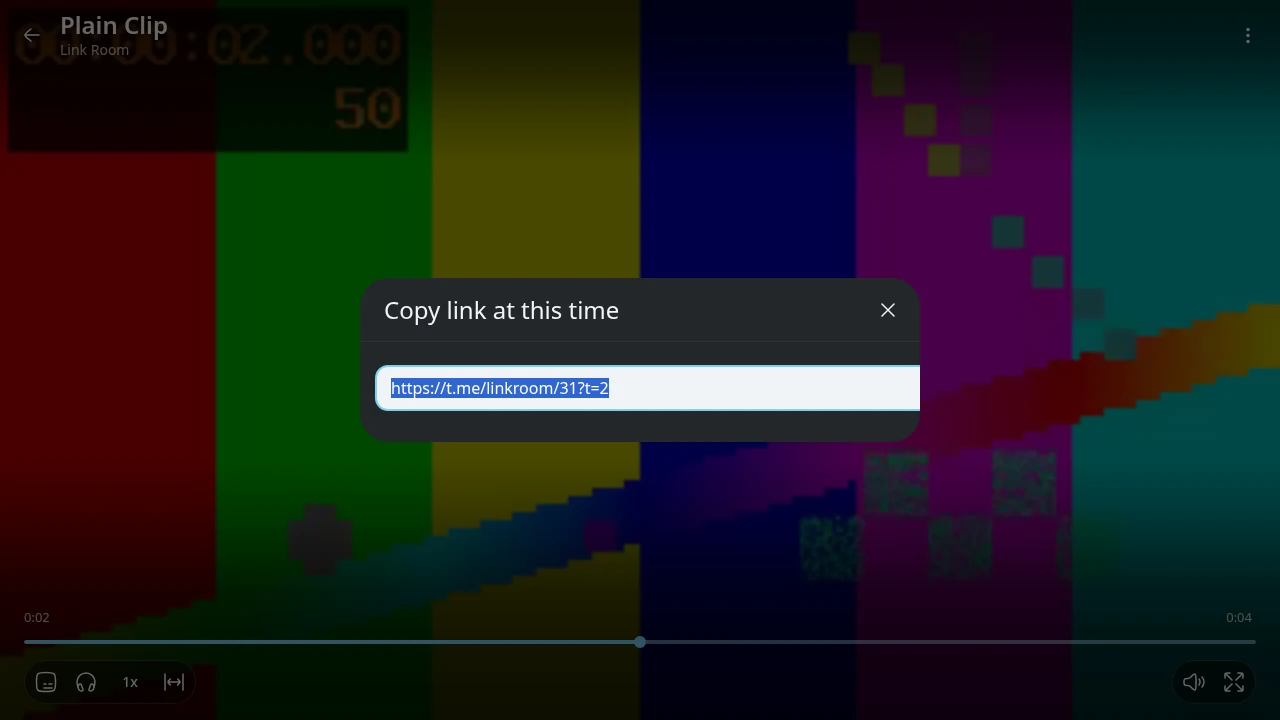 Plain Clip
Link Room
00:00:02.000
50
Copy link at this time
https://t.me/linkroom/31?t=2
0:02
0:04
1x